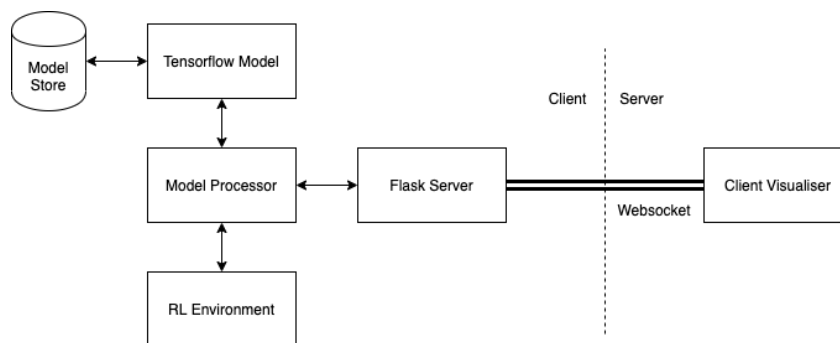 Model
Store
Tensorflow Model
Client
Server
Model Processor
Flask Server
Client Visualiser
Websocket
RL Environment